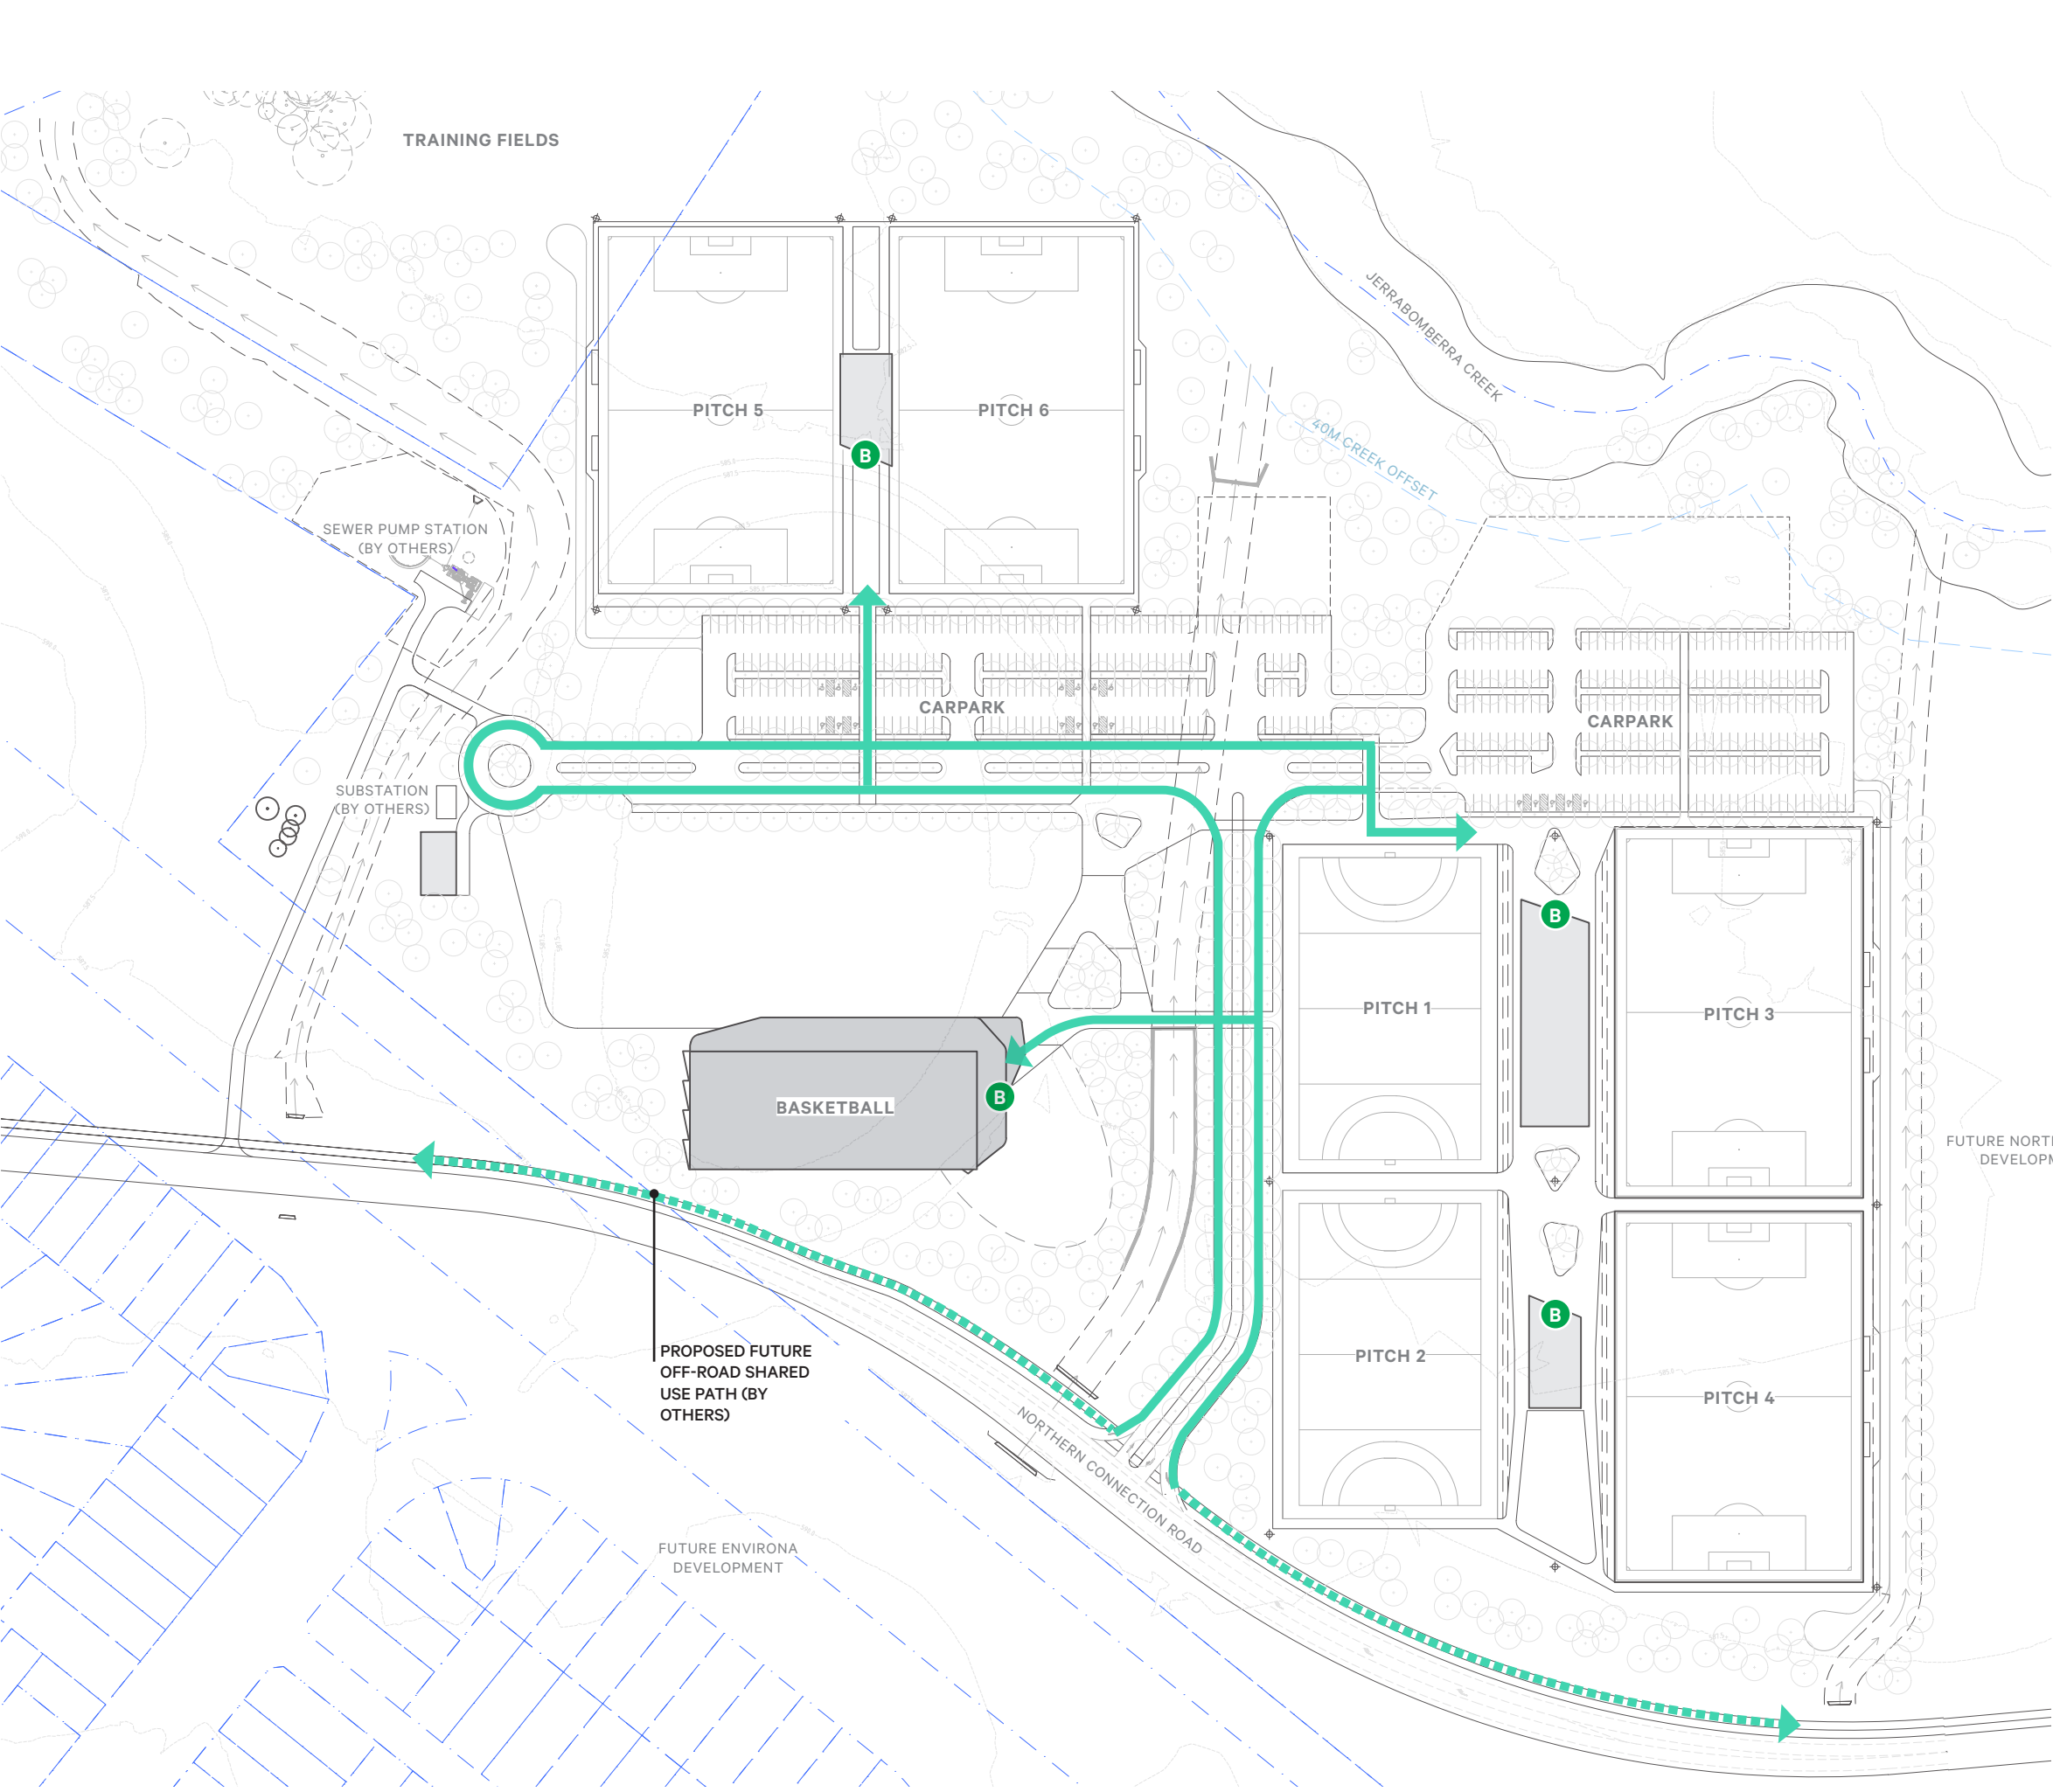 TRAINING FIELDS
JERRABOMBERRA CREEK
PITCH 5
PITCH 6
B
40M CREEK OFFSET
SEWER PUMP STATION
(BY OTHERS)
CARPARK
CARPARK
SUBSTATION
(BY OTHERS)
B
PITCH 1
PITCH 3
BASKETBALL
B
FUTURE NORT
DEVELOPM
B
PITCH 2
PITCH 4
PROPOSED FUTURE
OFF-ROAD SHARED
USE PATH (BY
OTHERS)
NORTHERN CONNECTION ROAD
FUTURE ENVIRONA
DEVELOPMENT